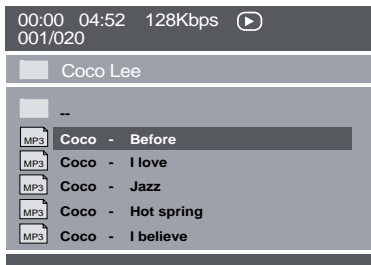 00:00 04:52 128Kbps
001/020
Coco Lee
--
MP3 Coco - Before
MP3 Coco - I love
MP3 Coco - Jazz
MP3 Coco - Hot spring
MP3 Coco - I believe